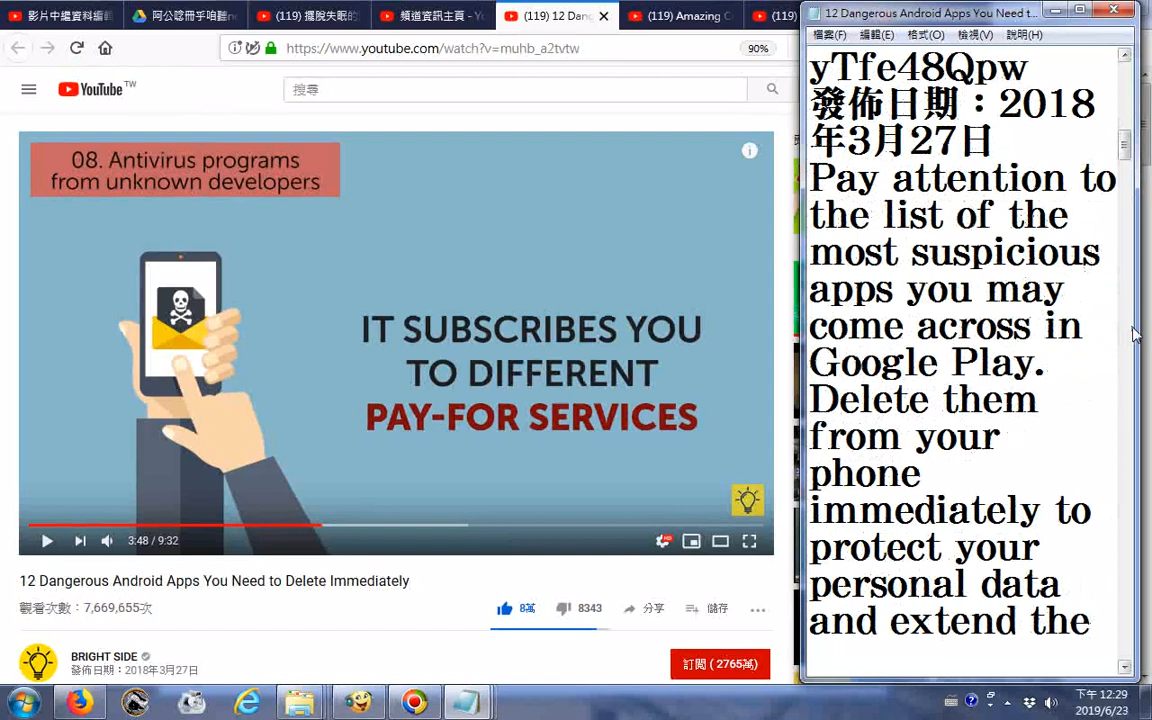 影片中繼資料編輯
阿公唸冊乎咱聽
(119) 擺脫失眠的
頻道資訊主頁 - Yo
(119) 12 Dang
(119) Amazing C
(119)
https://www.youtube.com/watch?v=muhb_a2tvtw
90%
YouTube TW
搜尋
08. Antivirus programs
from unknown developers
IT SUBSCRIBES YOU
TO DIFFERENT
PAY-FOR SERVICES
3:48 / 9:32
HD
12 Dangerous Android Apps You Need to Delete Immediately
觀看次數：7,669,655次
8萬
8343
分享
儲存
BRIGHT SIDE
發佈日期：2018年3月27日
訂閱 (2765萬)
12 Dangerous Android Apps You Need t...
檔案(F) 編輯(E) 格式(O) 檢視(V) 說明(H)
yTfe48Qpw
發佈日期：2018
年3月27日
Pay attention to
the list of the
most suspicious
apps you may
come across in
Google Play.
Delete them
from your
phone
immediately to
protect your
personal data
and extend the
下午 12:29
2019/6/23